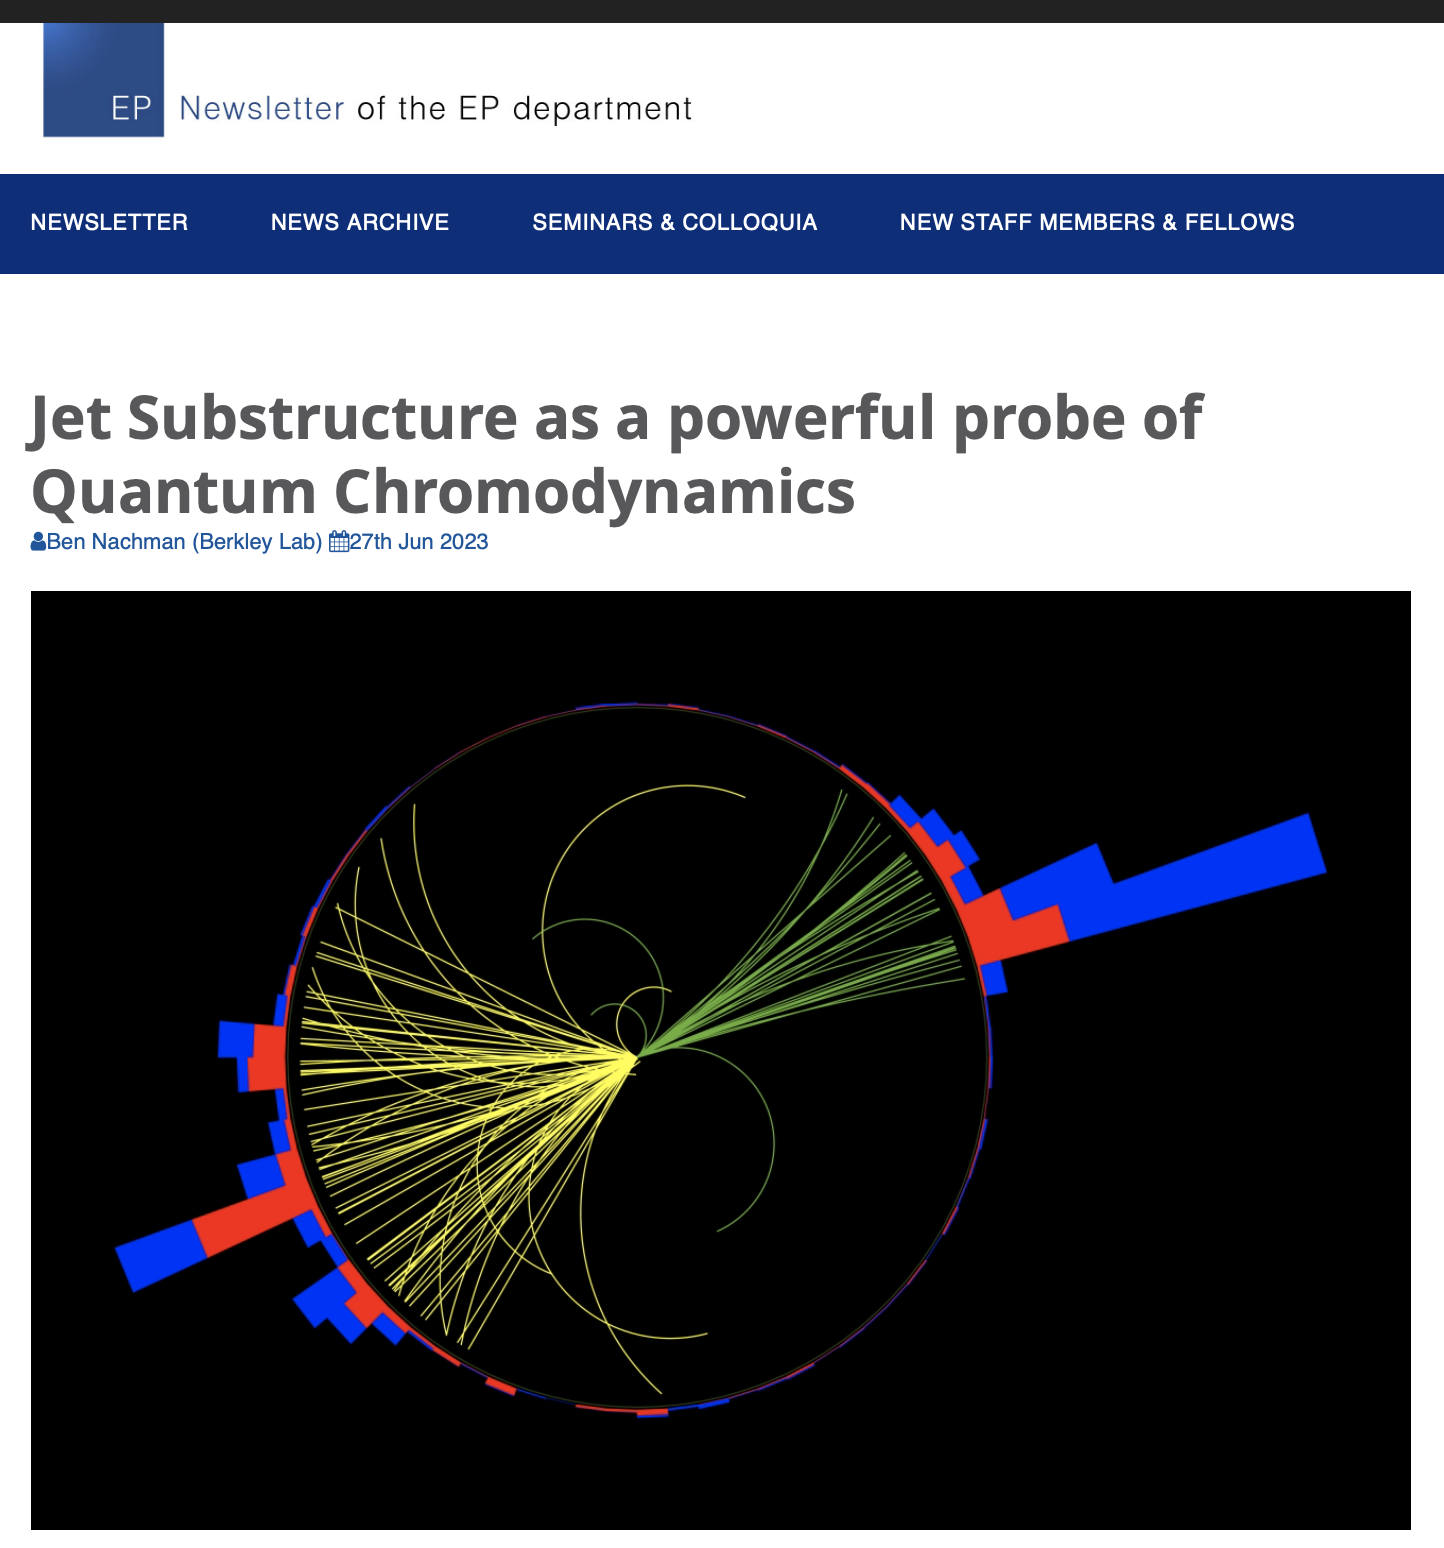 EP Newsletter of the EP department
NEWSLETTER NEWS ARCHIVE SEMINARS & COLLOQUIA NEW STAFF MEMBERS & FELLOWS
Jet Substructure as a powerful probe of
Quantum Chromodynamics
Ben Nachman (Berkley Lab) 27th Jun 2023